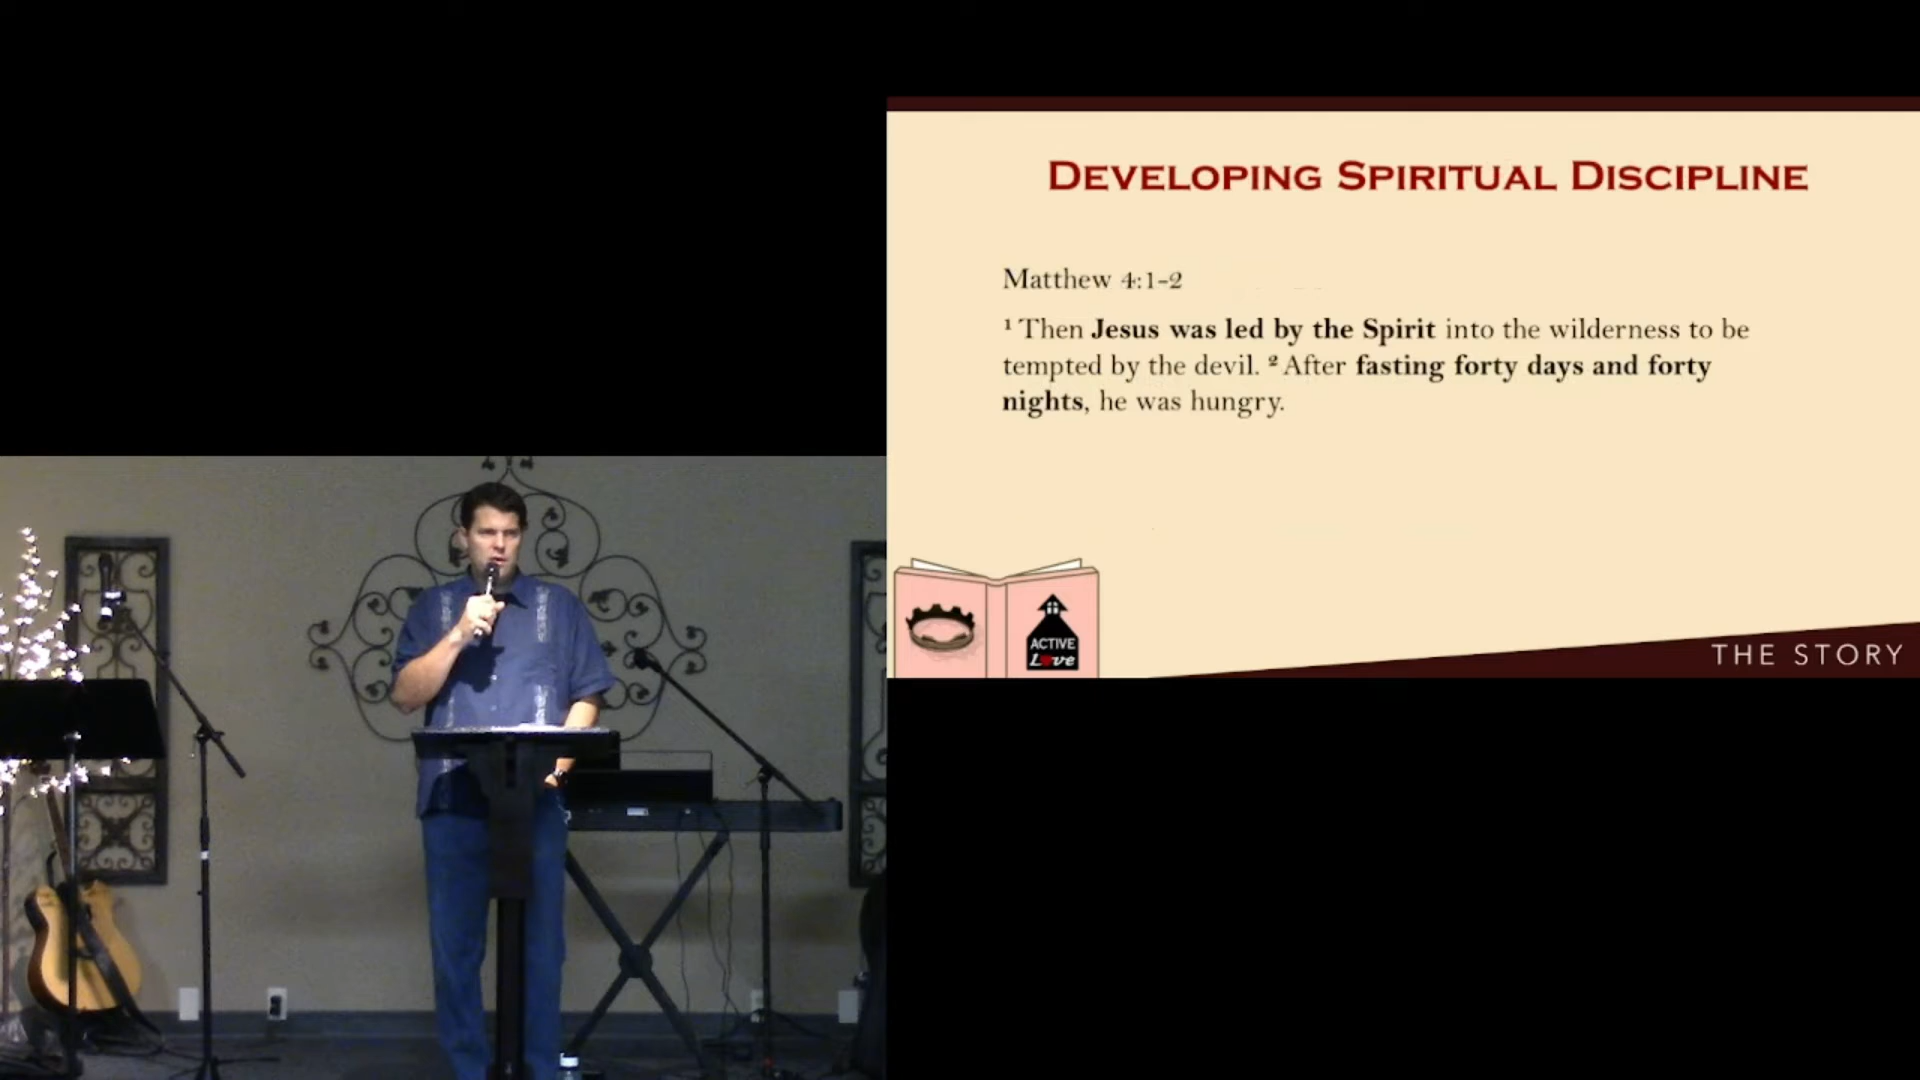 DEVELOPING SPIRITUAL DISCIPLINE
Matthew 4:1-2
¹ Then Jesus was led by the Spirit into the wilderness to be
tempted by the devil. ² After fasting forty days and forty
nights, he was hungry.
ACTIVE
Love
THE STORY